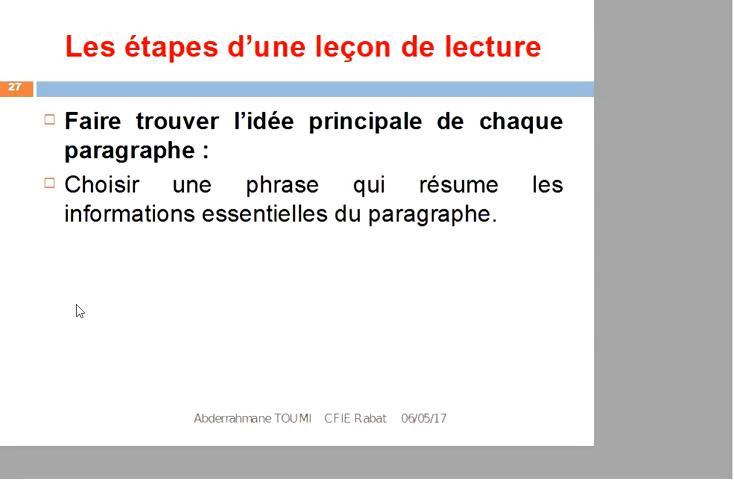 Les étapes d’une leçon de lecture
27
Faire trouver l’idée principale de chaque
paragraphe :
Choisir une phrase qui résume les
informations essentielles du paragraphe.
Abderrahmane TOUMI CFIE Rabat 06/05/17